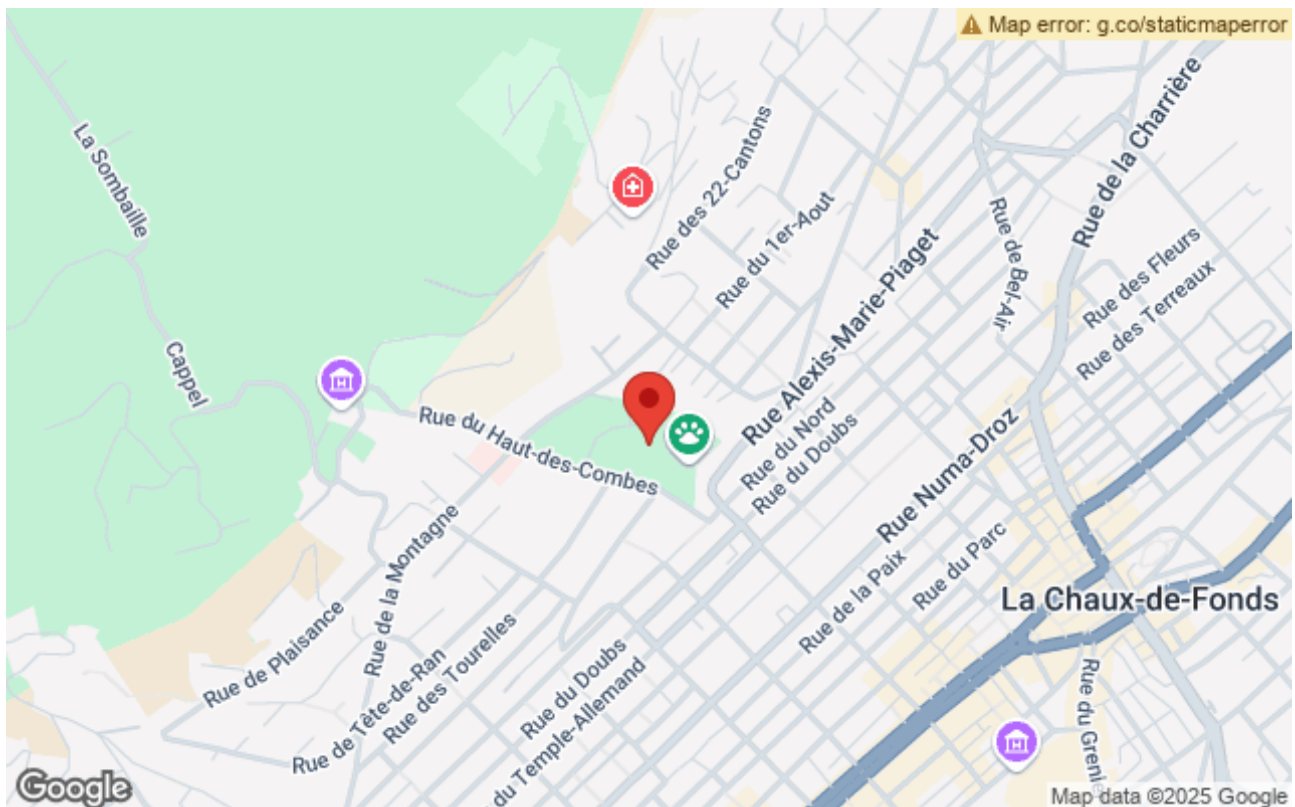 Map error: g.co/staticmaperror
La Sombaille
Rue des 22-Cantons
Rue de la Charrière
Rue du 1er-Aout
Rue de Bel-Air
Rue des Fleurs
Rue des Terreaux
Cappel
Rue Alexis-Marie-Piaget
Rue du Haut-des-Combes
Rue du Nord
Rue du Doubs
Rue Numa-Droz
Rue de la Montagne
Rue de la Paix
Rue du Parc
La Chaux-de-Fonds
Rue de Plaisance
Rue des Tourelles
Rue de Tête-de-Ran
Rue du Doubs
du Temple-Allemand
Rue du Grenie
Google
Map data ©2025 Google